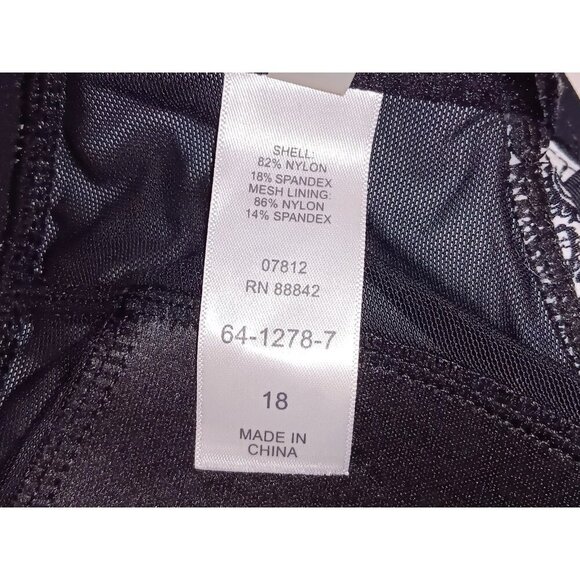 SHELL:
82% NYLON
18% SPANDEX
MESH LINING:
86% NYLON
14% SPANDEX
07812
RN 88842
64-1278-7
18
MADE IN
CHINA